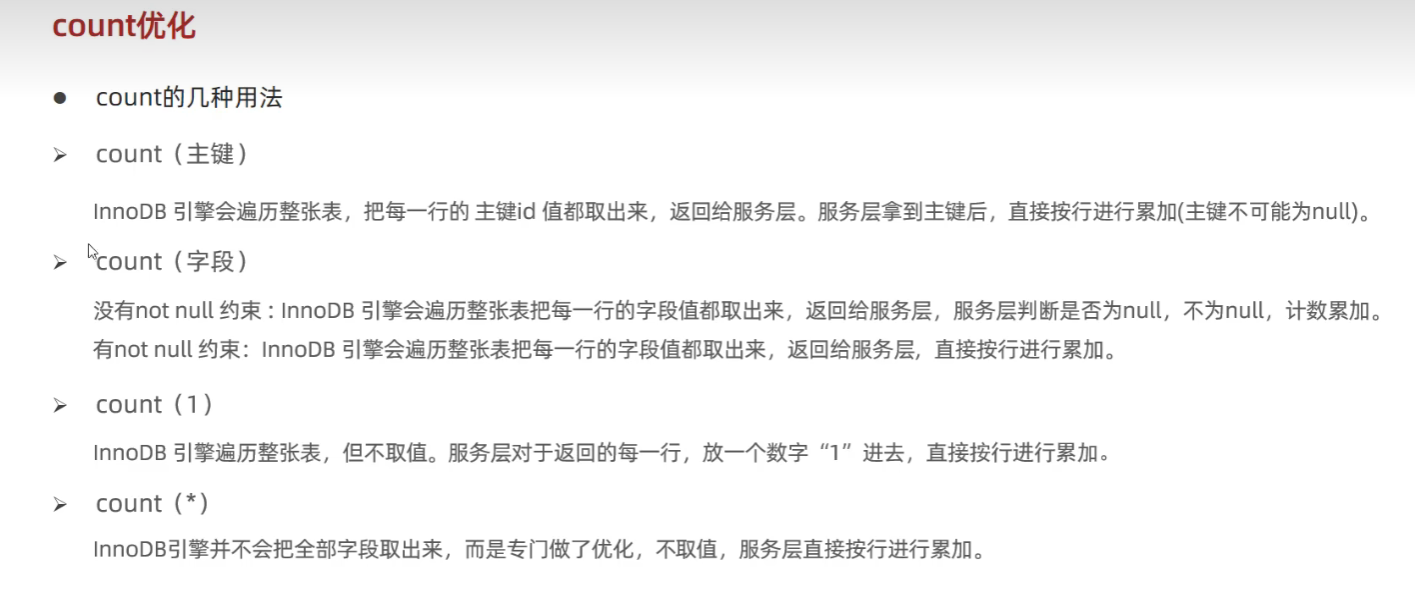 count优化
● count的几种用法
➢ count（主键）
InnoDB 引擎会遍历整张表，把每一行的 主键id 值都取出来，返回给服务层。服务层拿到主键后，直接按行进行累加(主键不可能为null)。
➢ count（字段）
没有not null 约束 : InnoDB 引擎会遍历整张表把每一行的字段值都取出来，返回给服务层，服务层判断是否为null，不为null，计数累加。
有not null 约束：InnoDB 引擎会遍历整张表把每一行的字段值都取出来，返回给服务层, 直接按行进行累加。
➢ count（1）
InnoDB 引擎遍历整张表，但不取值。服务层对于返回的每一行，放一个数字“1”进去，直接按行进行累加。
➢ count（*）
InnoDB引擎并不会把全部字段取出来，而是专门做了优化，不取值，服务层直接按行进行累加。